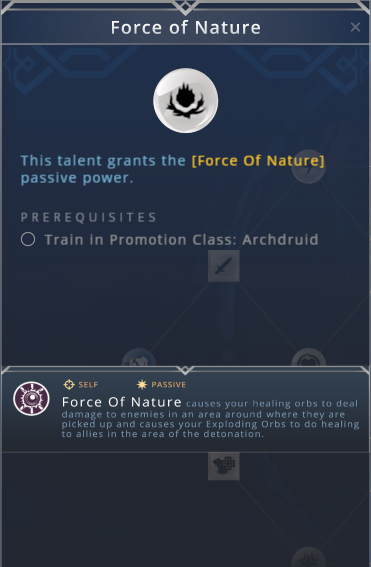 Force of Nature
This talent grants the [Force Of Nature]
passive power.
PREREQUISITES
Train in Promotion Class: Archdruid
SELF PASSIVE
Force Of Nature causes your healing orbs to deal
damage to enemies in an area around where they are
picked up and causes your Exploding Orbs to do healing
to allies in the area of the detonation.